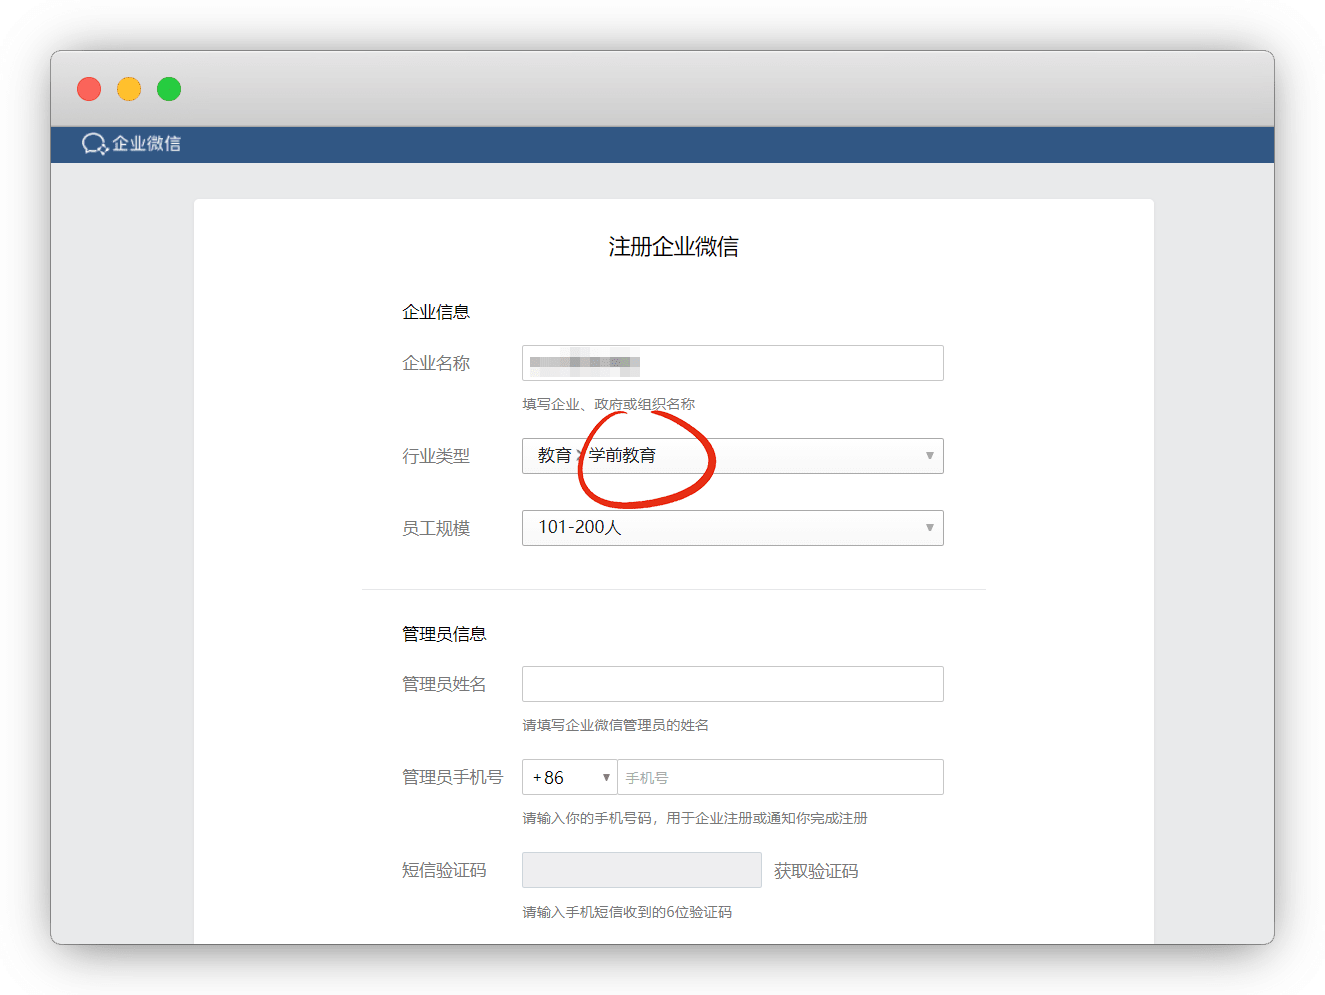 企业微信
注册企业微信
企业信息
企业名称
填写企业、政府或组织名称
行业类型 教育 > 学前教育
员工规模 101-200人
管理员信息
管理员姓名
请填写企业微信管理员的姓名
管理员手机号 +86 手机号
请输入你的手机号码，用于企业注册或通知你完成注册
短信验证码 获取验证码
请输入手机短信收到的6位验证码